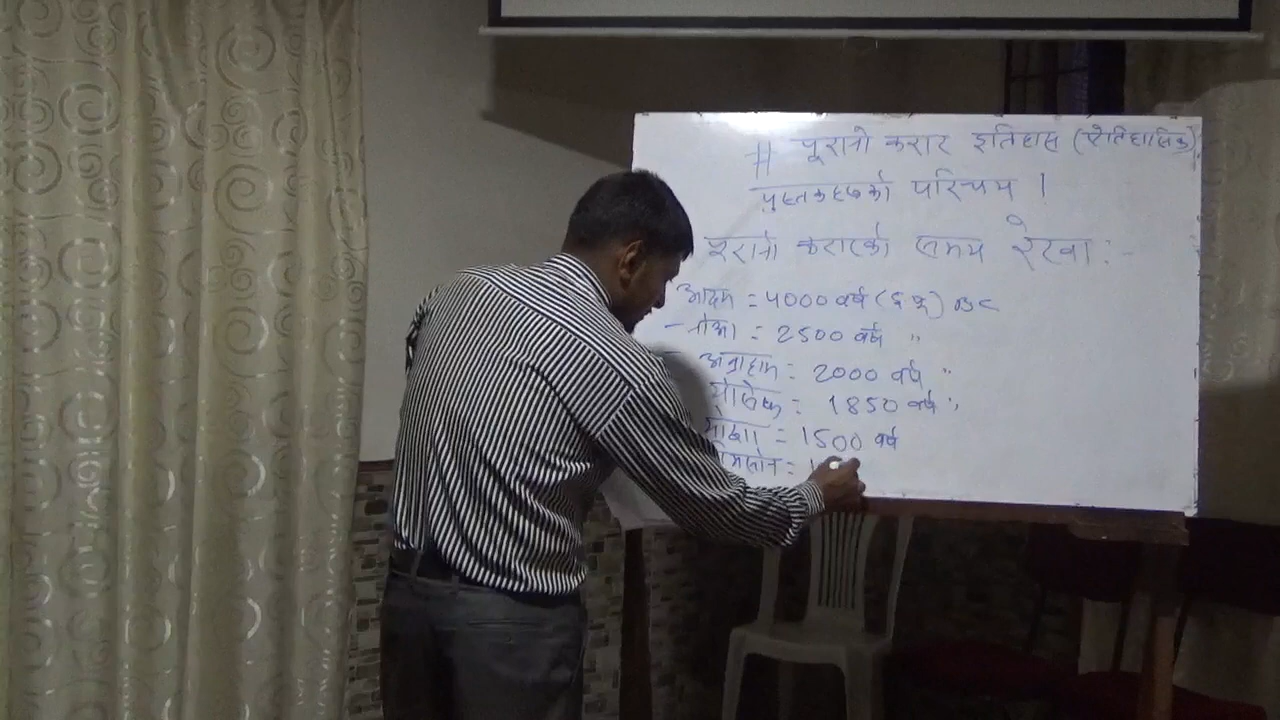 # पूरानो करार इतिहास (ऐतिहासिक)
पुस्तकहरुको परिचय ।
पुरानो करारको समय रेखा :-
आदम = 4000 वर्ष (ई.पू) BC
- नोआ = 2500 वर्ष "
अब्राहाम = 2000 वर्ष "
योसेफ = 1850 वर्ष "
मोशा = 1500 वर्ष